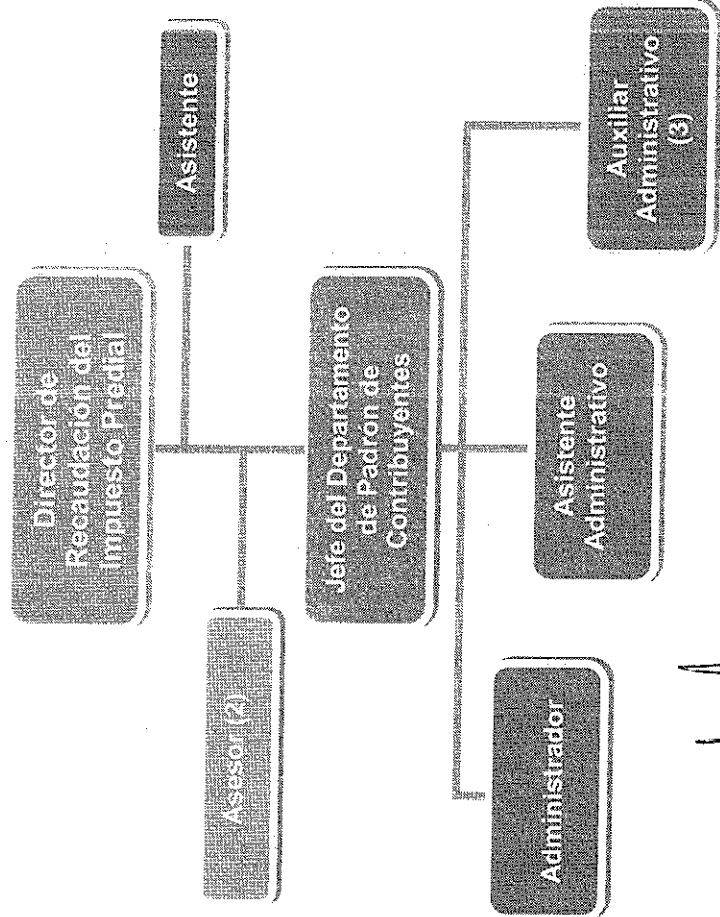 Director de
Recaudación del
Impuesto Predial
Asistente
Asesor (2)
Jefe del Departamento
de Padrón de
Contribuyentes
Administrador
Asistente
Administrativo
Auxiliar
Administrativo
(3)